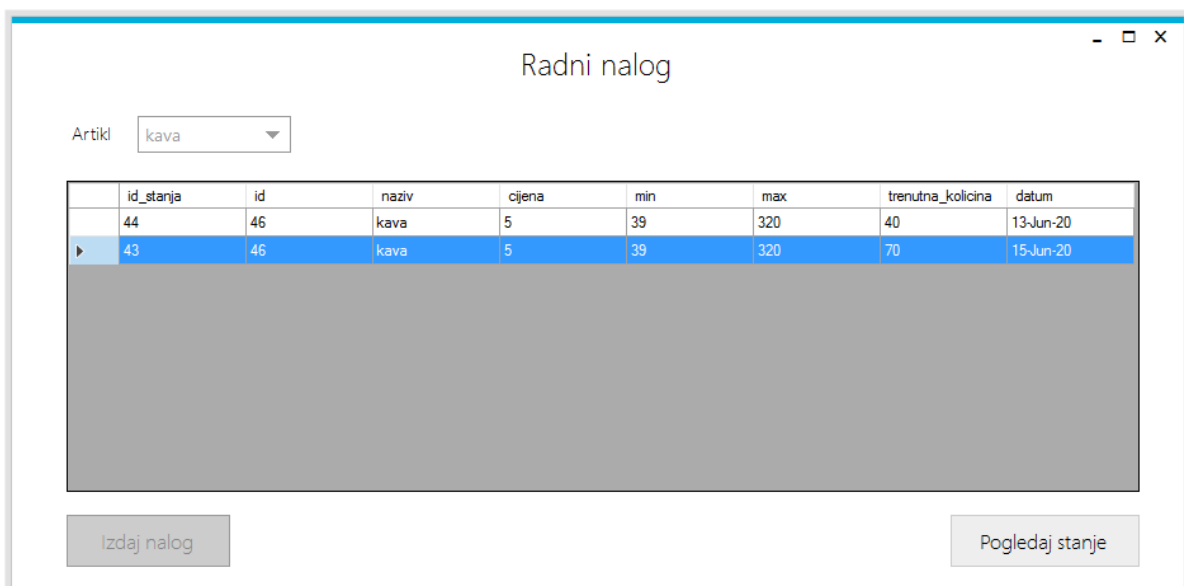 Radni nalog
Artikl kava
id_stanja id naziv cijena min max trenutna_kolicina datum
44 46 kava 5 39 320 40 13-Jun-20
43 46 kava 5 39 320 70 15-Jun-20
Izdaj nalog Pogledaj stanje